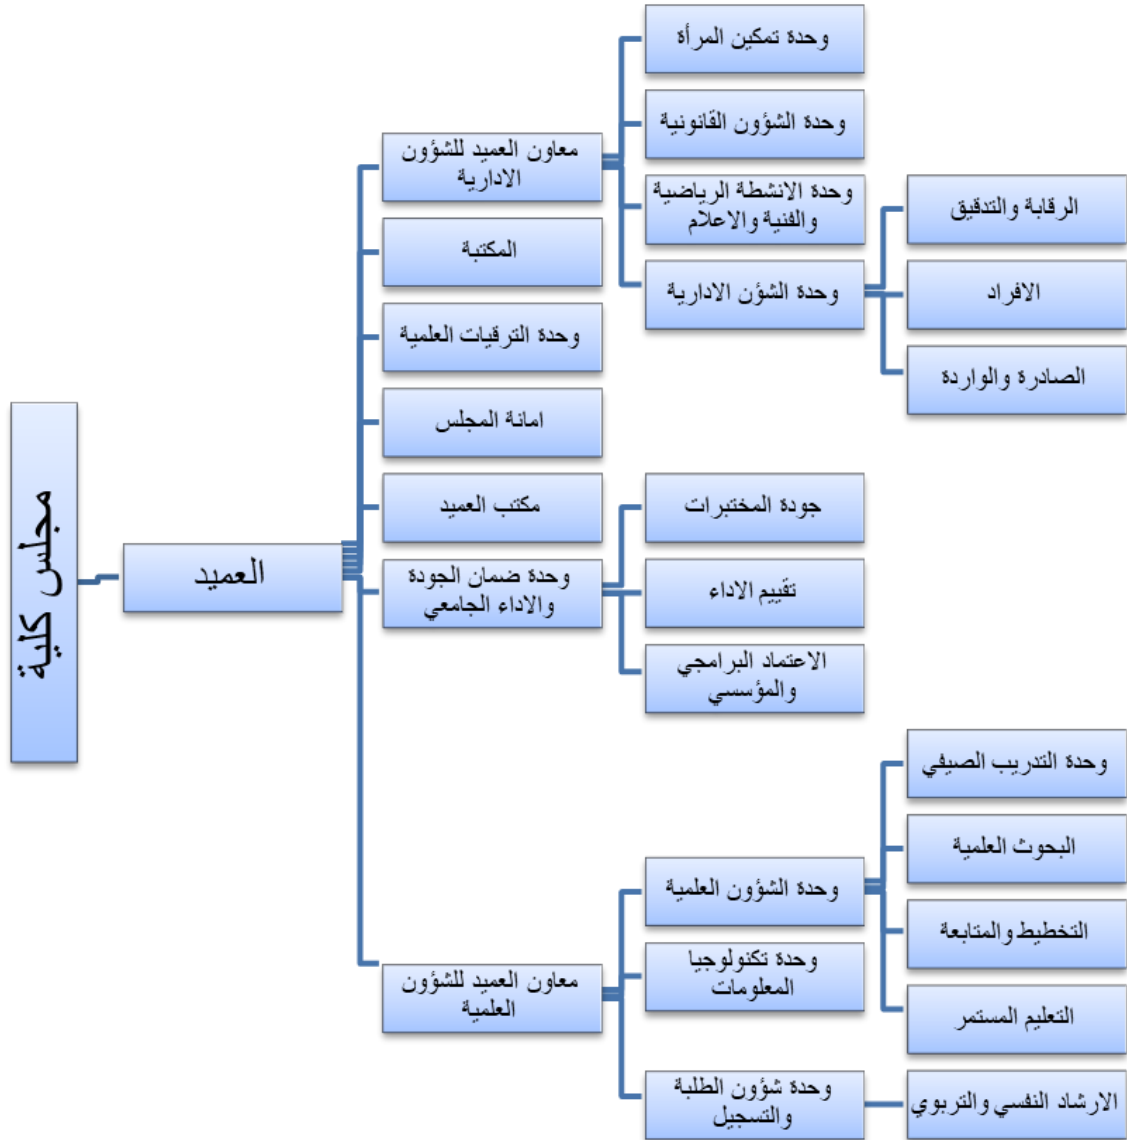 مجلس كلية
العميد
معاون العميد للشؤون
الادارية
وحدة تمكين المرأة
وحدة الشؤون القانونية
وحدة الانشطة الرياضية
والفنية والاعلام
وحدة الشؤن الادارية
الرقابة والتدقيق
الافراد
الصادرة والواردة
المكتبة
وحدة الترقيات العلمية
امانة المجلس
مكتب العميد
وحدة ضمان الجودة
والاداء الجامعي
جودة المختبرات
تقييم الاداء
الاعتماد البرامجي
والمؤسسي
معاون العميد للشؤون
العلمية
وحدة الشؤون العلمية
وحدة التدريب الصيفي
البحوث العلمية
التخطيط والمتابعة
التعليم المستمر
وحدة تكنولوجيا
المعلومات
وحدة شؤون الطلبة
والتسجيل
الارشاد النفسي والتربوي